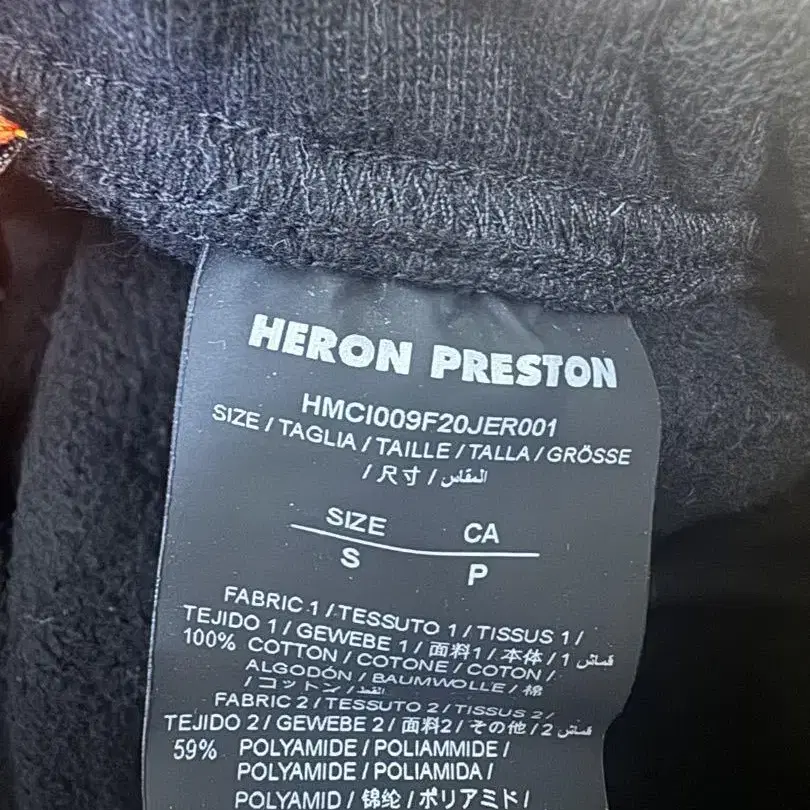 HERON PRESTON
HMCI009F20JER001
SIZE / TAGLIA / TAILLE / TALLA / GRÖSSE
/ 尺寸 / المقاس
SIZE CA
S P
FABRIC 1 / TESSUTO 1 / TISSUS 1 /
TEJIDO 1 / GEWEBE 1 / 面料1 / 本体 / قماش 1
100% COTTON / COTONE / COTON /
ALGODÓN / BAUMWOLLE / 棉
/ コットン / القط
FABRIC 2 / TESSUTO 2 / TISSUS 2 /
TEJIDO 2 / GEWEBE 2 / 面料2 / その他 / قماش 2
59% POLYAMIDE / POLIAMMIDE /
POLYAMIDE / POLIAMIDA /
POLYAMID / 锦纶 / ポリアミド /